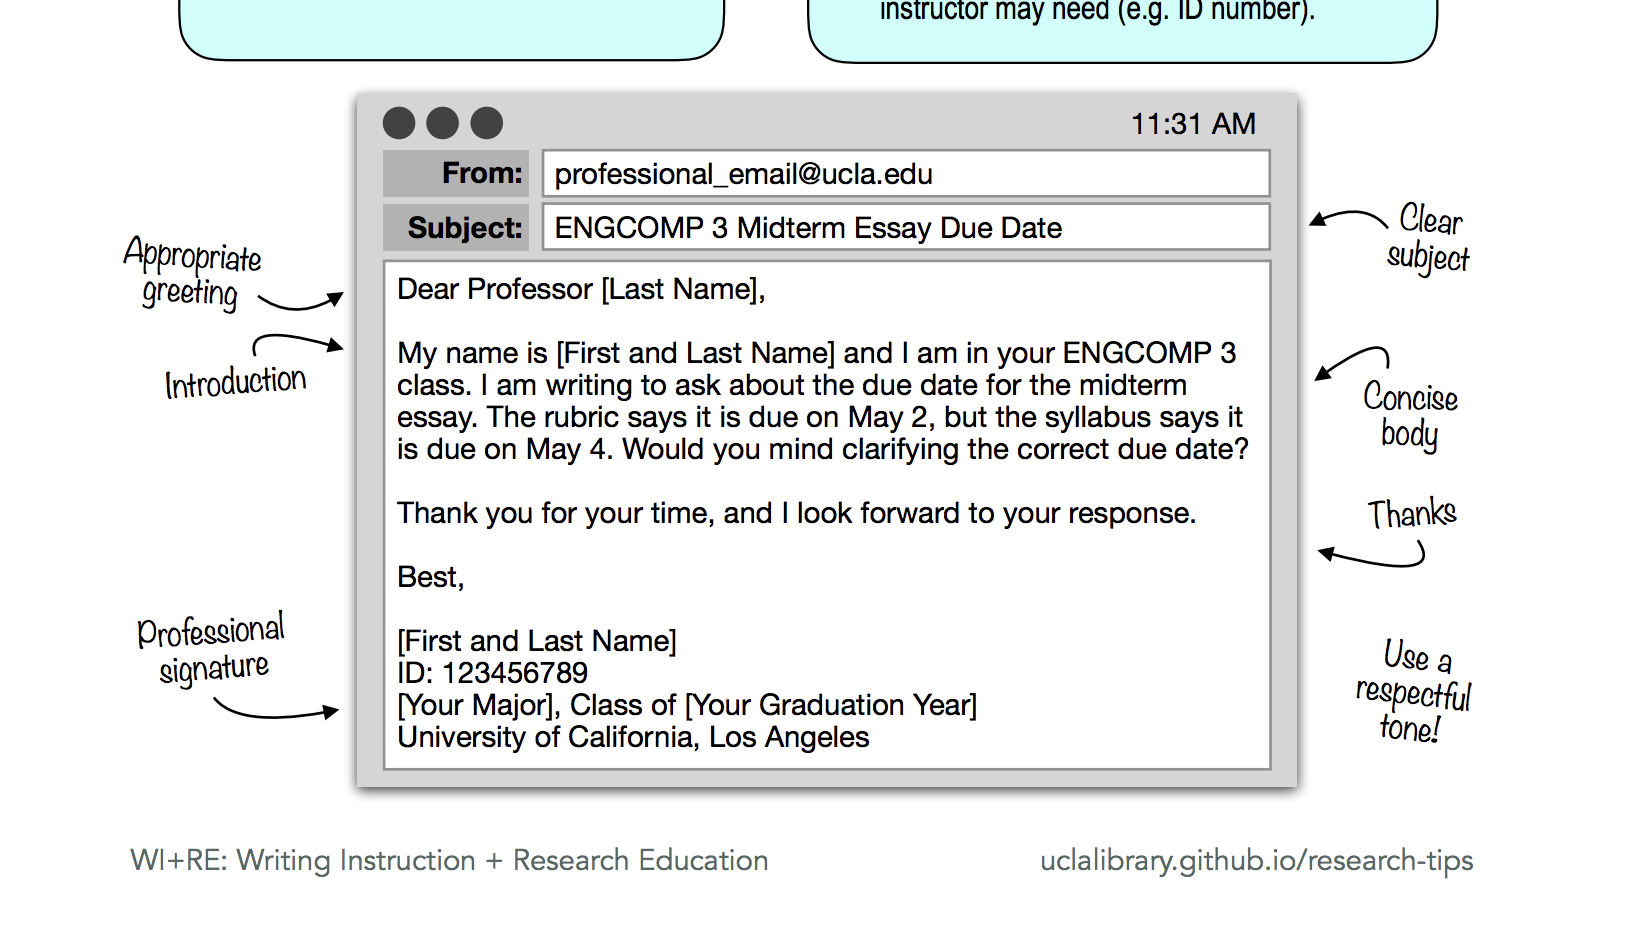 instructor may need (e.g. ID number).
11:31 AM
From: professional_email@ucla.edu
Subject: ENGCOMP 3 Midterm Essay Due Date
Clear
subject
Appropriate
greeting
Dear Professor [Last Name],
Introduction
My name is [First and Last Name] and I am in your ENGCOMP 3
class. I am writing to ask about the due date for the midterm
essay. The rubric says it is due on May 2, but the syllabus says it
is due on May 4. Would you mind clarifying the correct due date?
Concise
body
Thank you for your time, and I look forward to your response.
Thanks
Best,
Professional
signature
[First and Last Name]
ID: 123456789
[Your Major], Class of [Your Graduation Year]
University of California, Los Angeles
Use a
respectful
tone!
WI+RE: Writing Instruction + Research Education
uclalibrary.github.io/research-tips